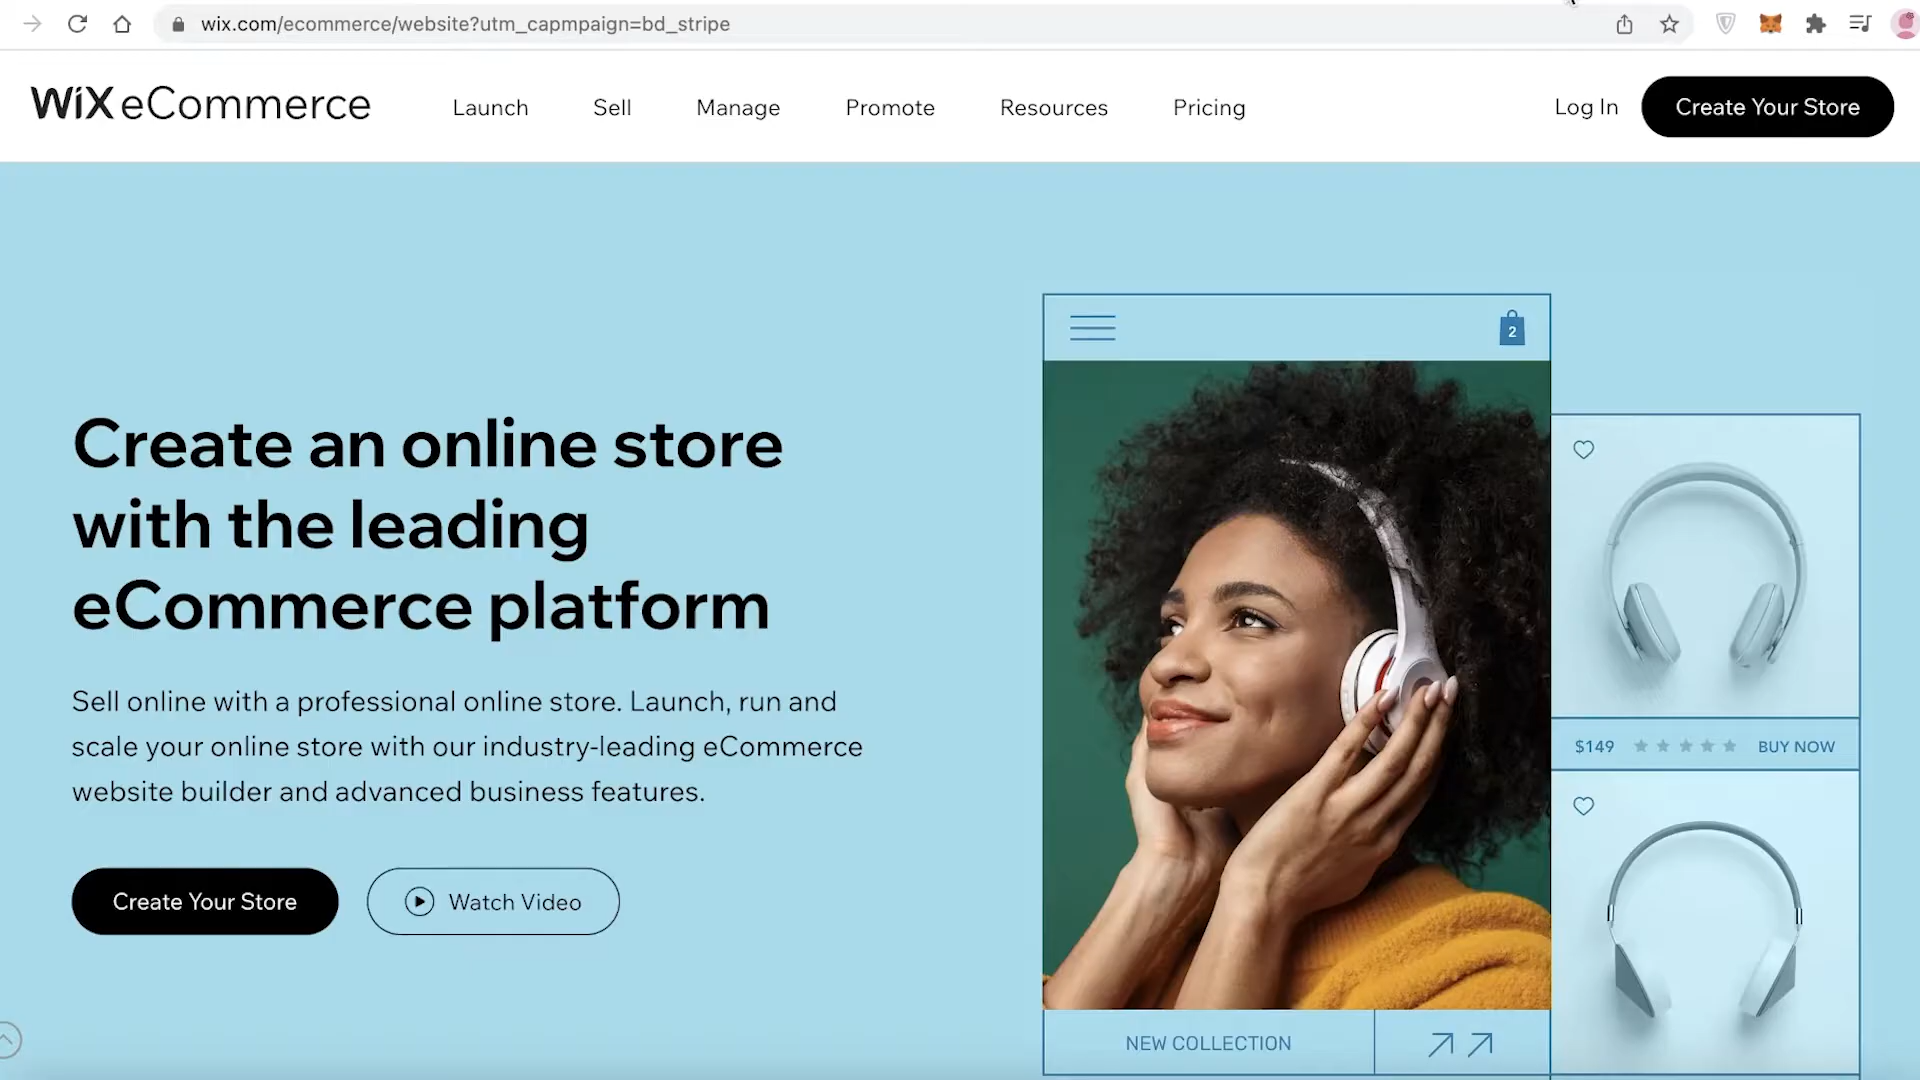 wix.com/ecommerce/website?utm_capmpaign=bd_stripe
WiX eCommerce
Launch
Sell
Manage
Promote
Resources
Pricing
Log In
Create Your Store
2
Create an online store
with the leading
eCommerce platform
Sell online with a professional online store. Launch, run and
scale your online store with our industry-leading eCommerce
website builder and advanced business features.
Create Your Store
Watch Video
$149
BUY NOW
NEW COLLECTION